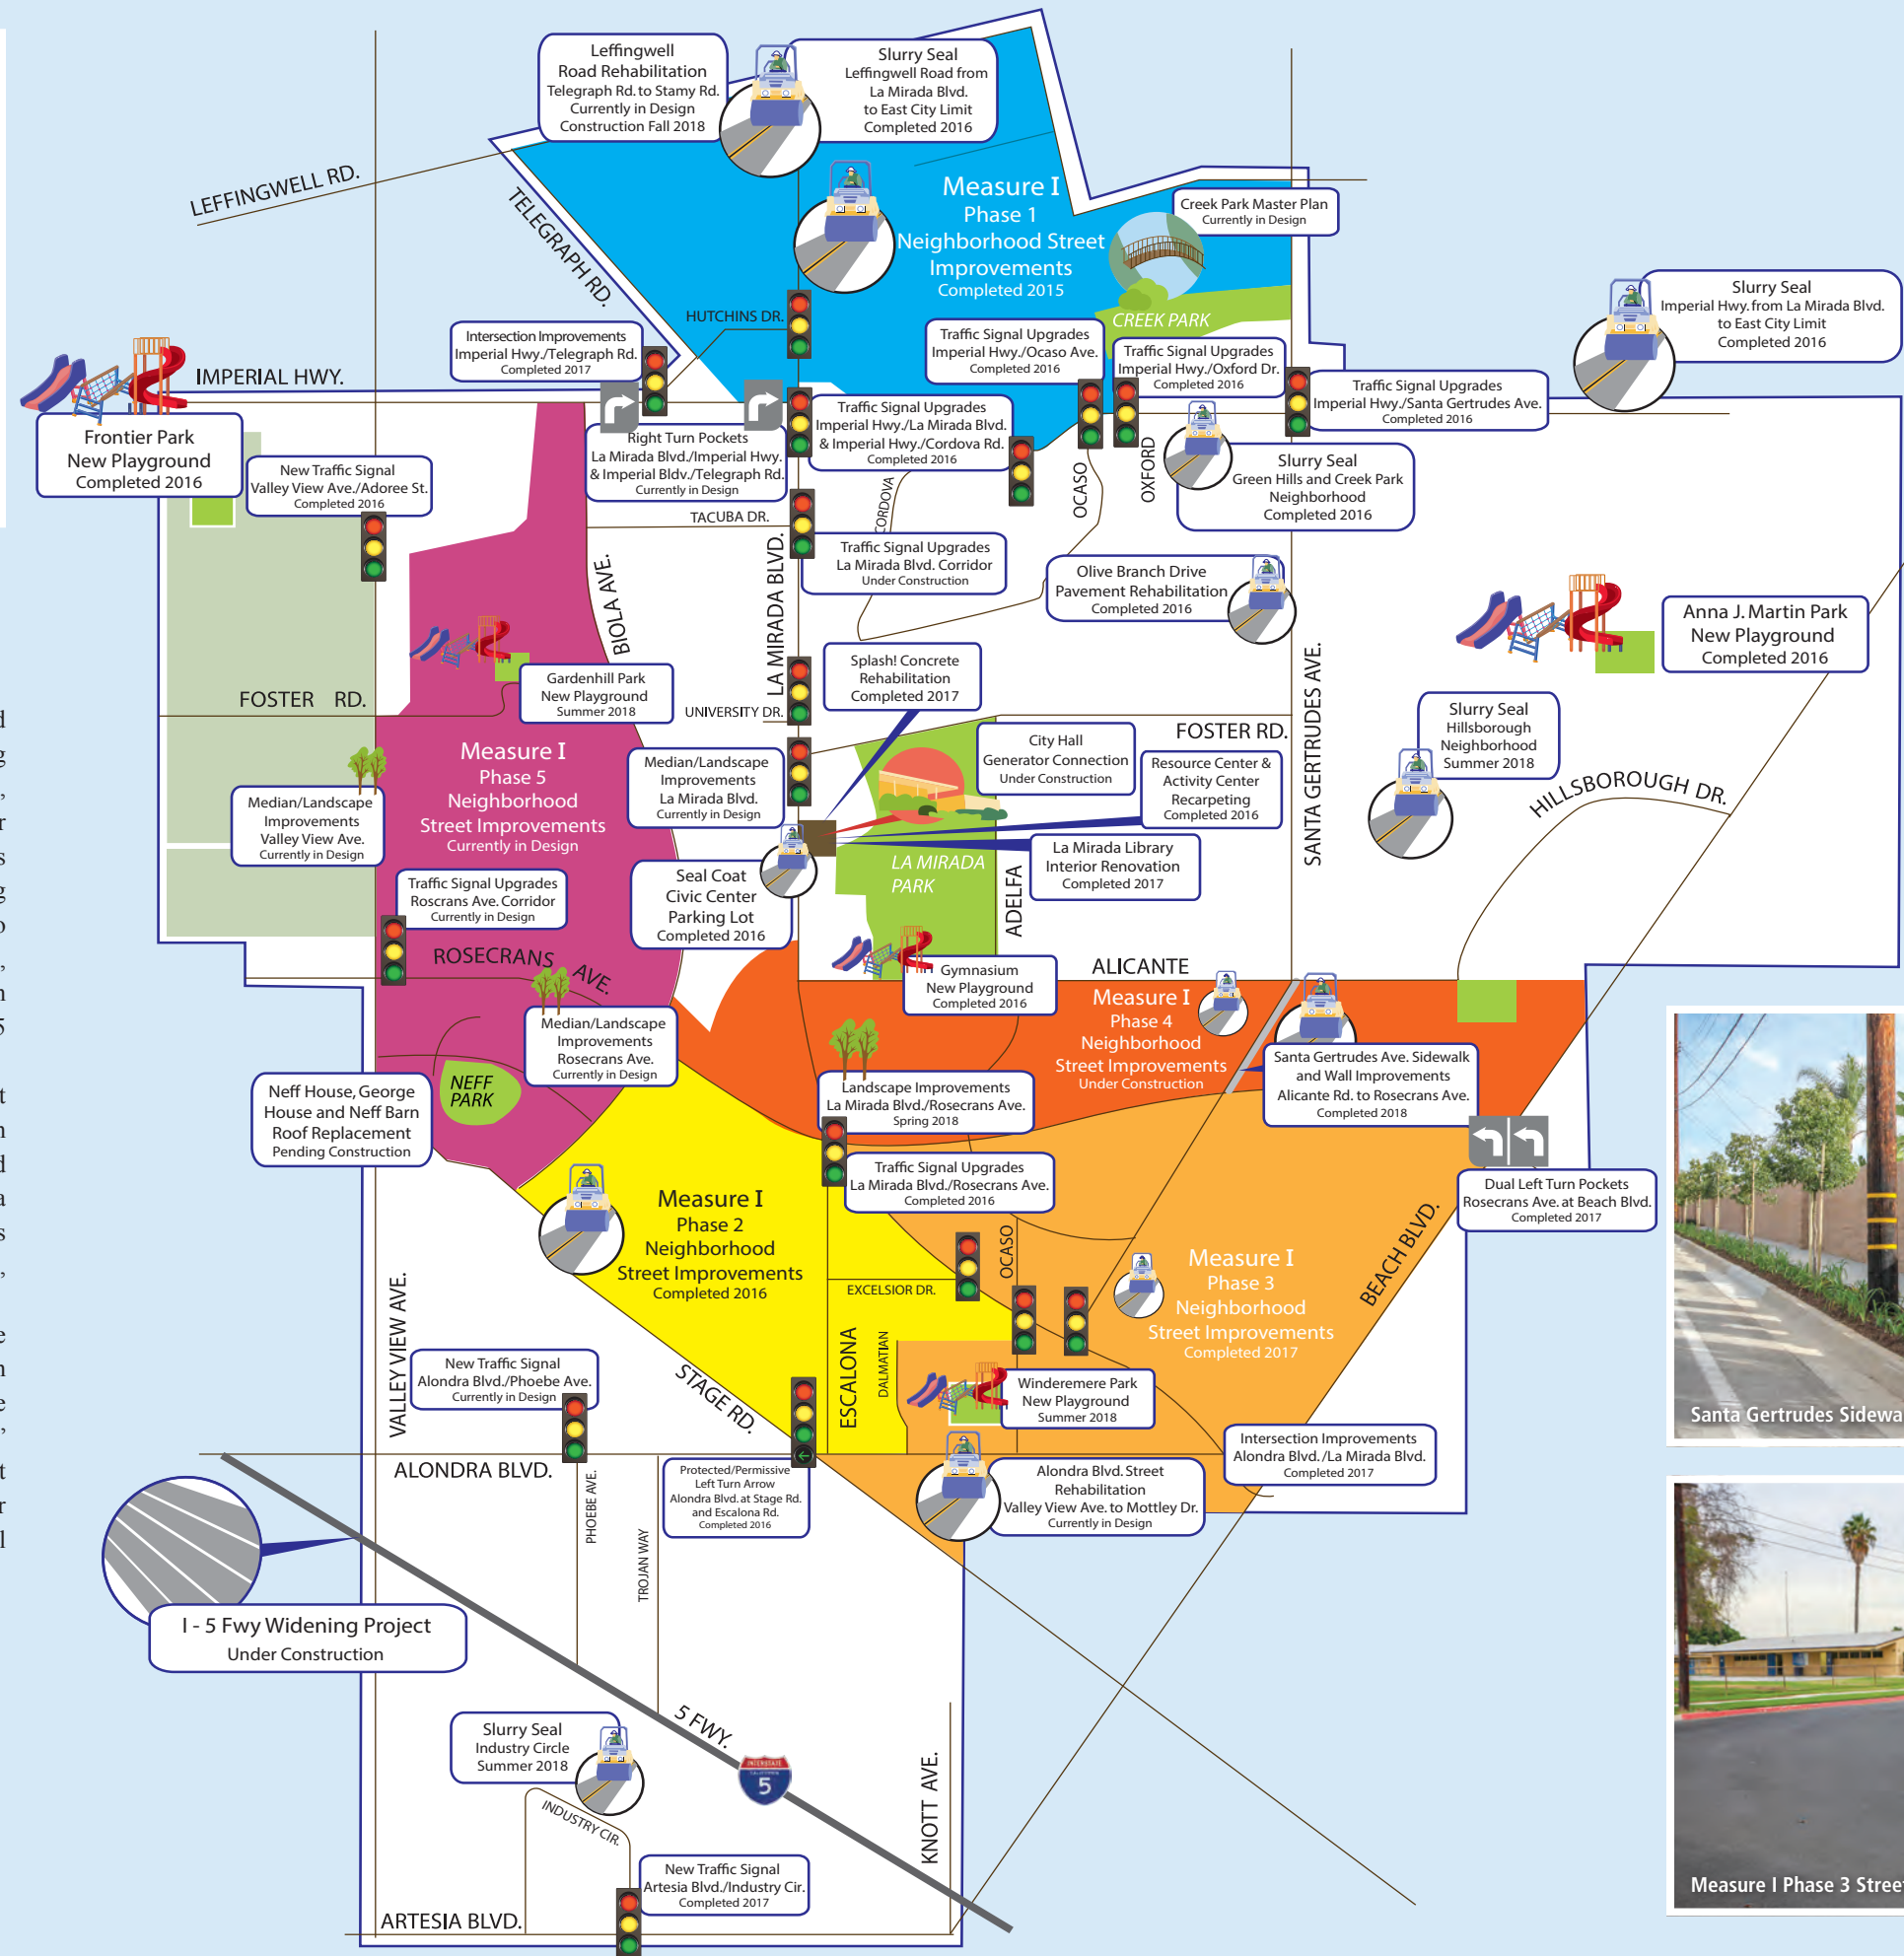 Leffingwell
Road Rehabilitation
Telegraph Rd. to Stamy Rd.
Currently in Design
Construction Fall 2018
Slurry Seal
Leffingwell Road from
La Mirada Blvd.
to East City Limit
Completed 2016
LEFFINGWELL RD.
TELEGRAPH RD.
Measure I
Phase 1
Neighborhood Street
Improvements
Completed 2015
Creek Park Master Plan
Currently in Design
CREEK PARK
HUTCHINS DR.
Intersection Improvements
Imperial Hwy./Telegraph Rd.
Completed 2017
Traffic Signal Upgrades
Imperial Hwy./Ocaso Ave.
Completed 2016
Traffic Signal Upgrades
Imperial Hwy./Oxford Dr.
Completed 2016
Slurry Seal
Imperial Hwy. from La Mirada Blvd.
to East City Limit
Completed 2016
Traffic Signal Upgrades
Imperial Hwy./Santa Gertrudes Ave.
Completed 2016
IMPERIAL HWY.
Frontier Park
New Playground
Completed 2016
New Traffic Signal
Valley View Ave./Adoree St.
Completed 2016
Right Turn Pockets
La Mirada Blvd./Imperial Hwy.
& Imperial Bldv./Telegraph Rd.
Currently in Design
Traffic Signal Upgrades
Imperial Hwy./La Mirada Blvd.
& Imperial Hwy./Cordova Rd.
Completed 2016
Slurry Seal
Green Hills and Creek Park
Neighborhood
Completed 2016
OCASO
OXFORD
CORDOVA
TACUBA DR.
LA MIRADA BLVD.
BIOLA AVE.
Traffic Signal Upgrades
La Mirada Blvd. Corridor
Under Construction
Olive Branch Drive
Pavement Rehabilitation
Completed 2016
Anna J. Martin Park
New Playground
Completed 2016
SANTA GERTRUDES AVE.
Splash! Concrete
Rehabilitation
Completed 2017
Gardenhill Park
New Playground
Summer 2018
FOSTER RD.
UNIVERSITY DR.
FOSTER RD.
Slurry Seal
Hillsborough
Neighborhood
Summer 2018
HILLSBOROUGH DR.
Measure I
Phase 5
Neighborhood
Street Improvements
Currently in Design
Median/Landscape
Improvements
La Mirada Blvd.
Currently in Design
City Hall
Generator Connection
Under Construction
Resource Center &
Activity Center
Recarpeting
Completed 2016
Median/Landscape
Improvements
Valley View Ave.
Currently in Design
La Mirada Library
Interior Renovation
Completed 2017
LA MIRADA
PARK
ADELFA
Seal Coat
Civic Center
Parking Lot
Completed 2016
Traffic Signal Upgrades
Roscrans Ave. Corridor
Currently in Design
ROSECRANS AVE.
Gymnasium
New Playground
Completed 2016
ALICANTE
Measure I
Phase 4
Neighborhood
Street Improvements
Under Construction
Median/Landscape
Improvements
Rosecrans Ave.
Currently in Design
NEFF
PARK
Neff House, George
House and Neff Barn
Roof Replacement
Pending Construction
Landscape Improvements
La Mirada Blvd./Rosecrans Ave.
Spring 2018
Santa Gertrudes Ave. Sidewalk
and Wall Improvements
Alicante Rd. to Rosecrans Ave.
Completed 2018
Traffic Signal Upgrades
La Mirada Blvd./Rosecrans Ave.
Completed 2016
Dual Left Turn Pockets
Rosecrans Ave. at Beach Blvd.
Completed 2017
Measure I
Phase 2
Neighborhood
Street Improvements
Completed 2016
OCASO
EXCELSIOR DR.
Measure I
Phase 3
Neighborhood
Street Improvements
Completed 2017
BEACH BLVD.
VALLEY VIEW AVE.
ESCALONA
DALMATIAN
STAGE RD.
New Traffic Signal
Alondra Blvd./Phoebe Ave.
Currently in Design
Winderemere Park
New Playground
Summer 2018
Santa Gertrudes Sidewa
Intersection Improvements
Alondra Blvd./La Mirada Blvd.
Completed 2017
ALONDRA BLVD.
Protected/Permissive
Left Turn Arrow
Alondra Blvd. at Stage Rd.
and Escalona Rd.
Completed 2016
Alondra Blvd. Street
Rehabilitation
Valley View Ave. to Mottley Dr.
Currently in Design
PHOEBE AVE.
TROJAN WAY
I - 5 Fwy Widening Project
Under Construction
5 FWY.
INTERSTATE
CALIFORNIA
5
Slurry Seal
Industry Circle
Summer 2018
INDUSTRY CIR.
KNOTT AVE.
New Traffic Signal
Artesia Blvd./Industry Cir.
Completed 2017
ARTESIA BLVD.
Measure I Phase 3 Street